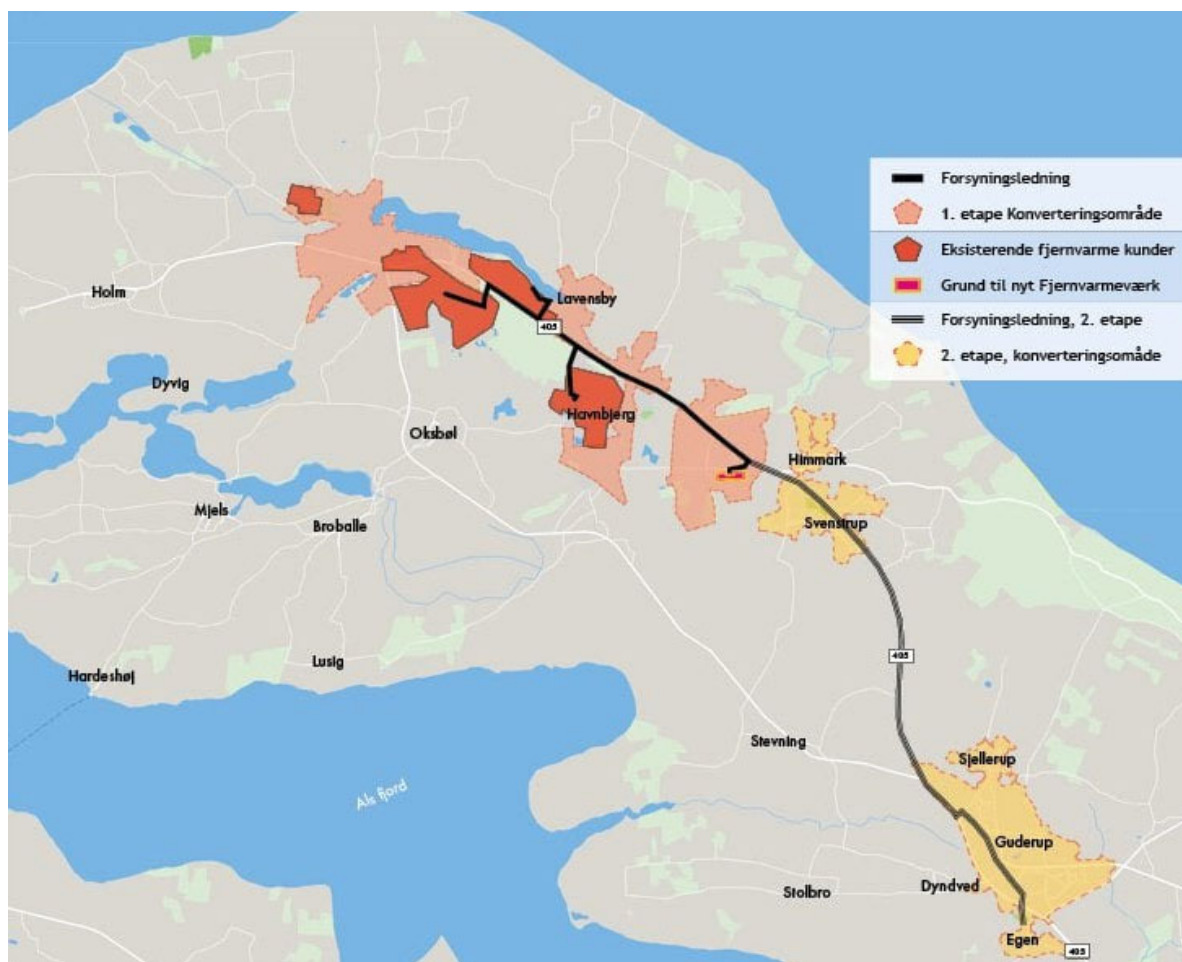 Forsyningsledning
1. etape Konverteringsområde
Eksisterende fjernvarme kunder
Grund til nyt Fjernvarmeværk
Forsyningsledning, 2. etape
2. etape, konverteringsomåde
Holm
Lavensby
405
Dyvig
Havnbjerg
Oksbøl
Himmark
Mjels
Broballe
Svenstrup
Lusig
405
Hardeshøj
Stevning
Sjellerup
Als fjord
Guderup
Stolbro
Dyndved
Egen
405